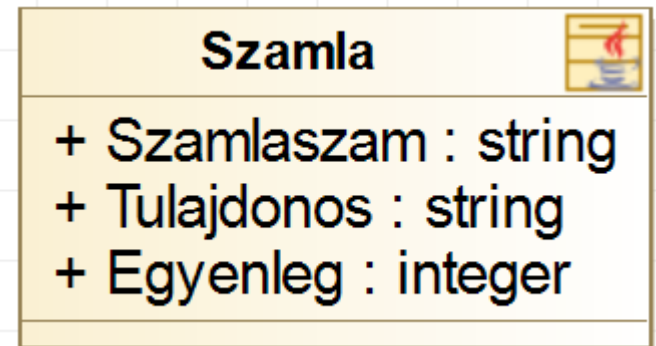 Szamla
+ Szamlaszam : string
+ Tulajdonos : string
+ Egyenleg : integer